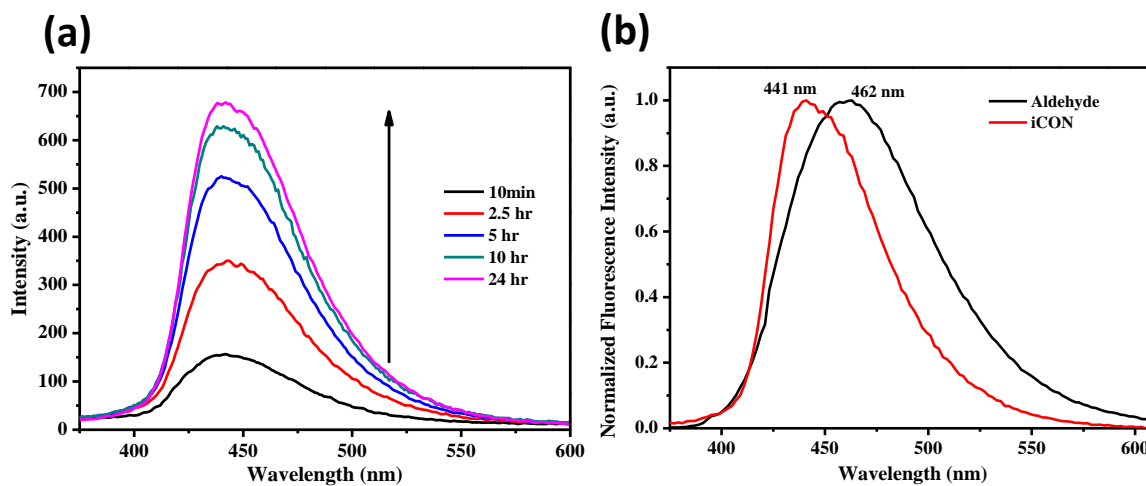 (a)
Intensity (a.u.)
700
600
500
400
300
200
100
0
10min
2.5 hr
5 hr
10 hr
24 hr
400
450
500
550
600
Wavelength (nm)
(b)
Normalized Fluorescence Intensity (a.u.)
1.0
0.8
0.6
0.4
0.2
0.0
441 nm
462 nm
Aldehyde
iCON
400
450
500
550
600
Wavelength (nm)